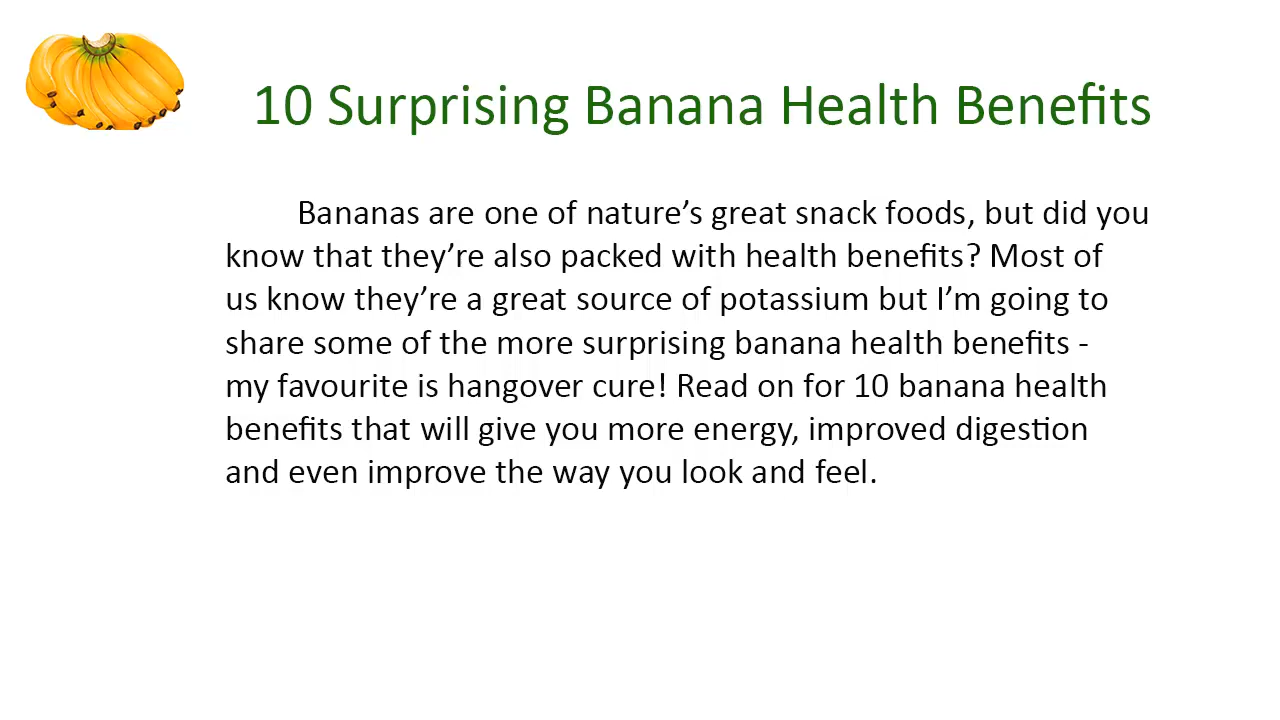 10 Surprising Banana Health Benefits
Bananas are one of nature’s great snack foods, but did you
know that they’re also packed with health benefits? Most of
us know they’re a great source of potassium but I’m going to
share some of the more surprising banana health benefits -
my favourite is hangover cure! Read on for 10 banana health
benefits that will give you more energy, improved digestion
and even improve the way you look and feel.